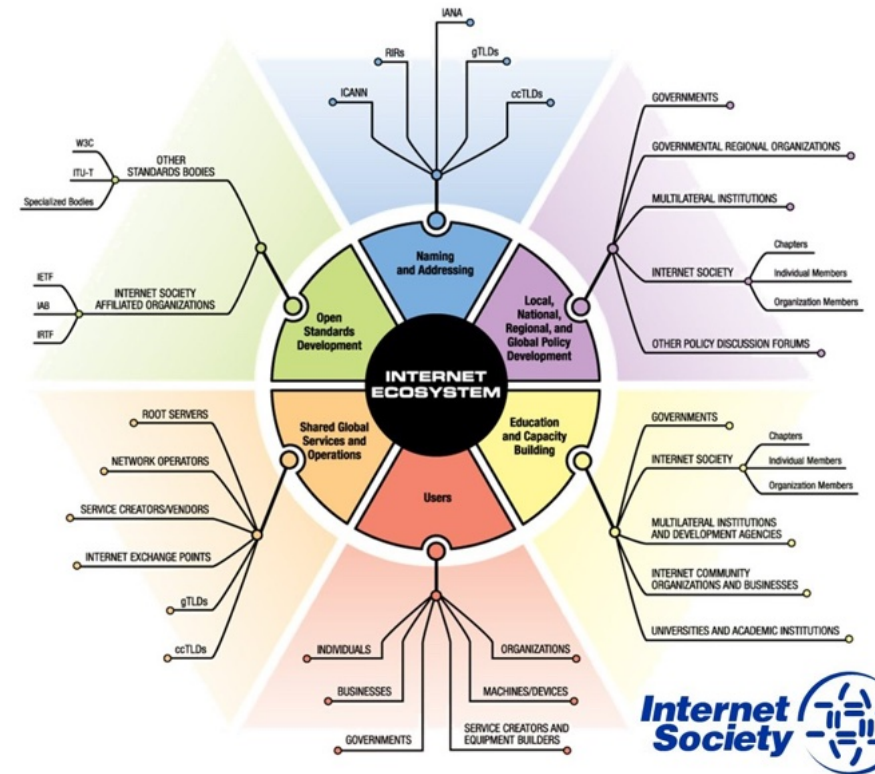 IANA
RIRs
gTLDs
ICANN
ccTLDs
Naming
and Addressing
GOVERNMENTS
GOVERNMENTAL REGIONAL ORGANIZATIONS
MULTILATERAL INSTITUTIONS
INTERNET SOCIETY
Chapters
Individual Members
Organization Members
OTHER POLICY DISCUSSION FORUMS
Local,
National,
Regional, and
Global Policy
Development
W3C
ITU-T
Specialized Bodies
OTHER
STANDARDS BODIES
IETF
IAB
IRTF
INTERNET SOCIETY
AFFILIATED ORGANIZATIONS
Open
Standards
Development
INTERNET
ECOSYSTEM
Shared Global
Services and
Operations
ROOT SERVERS
NETWORK OPERATORS
SERVICE CREATORS/VENDORS
INTERNET EXCHANGE POINTS
gTLDs
ccTLDs
Education
and Capacity
Building
GOVERNMENTS
INTERNET SOCIETY
Chapters
Individual Members
Organization Members
MULTILATERAL INSTITUTIONS
AND DEVELOPMENT AGENCIES
INTERNET COMMUNITY
ORGANIZATIONS AND BUSINESSES
UNIVERSITIES AND ACADEMIC INSTITUTIONS
Users
INDIVIDUALS
ORGANIZATIONS
BUSINESSES
MACHINES/DEVICES
GOVERNMENTS
SERVICE CREATORS AND
EQUIPMENT BUILDERS
Internet
Society